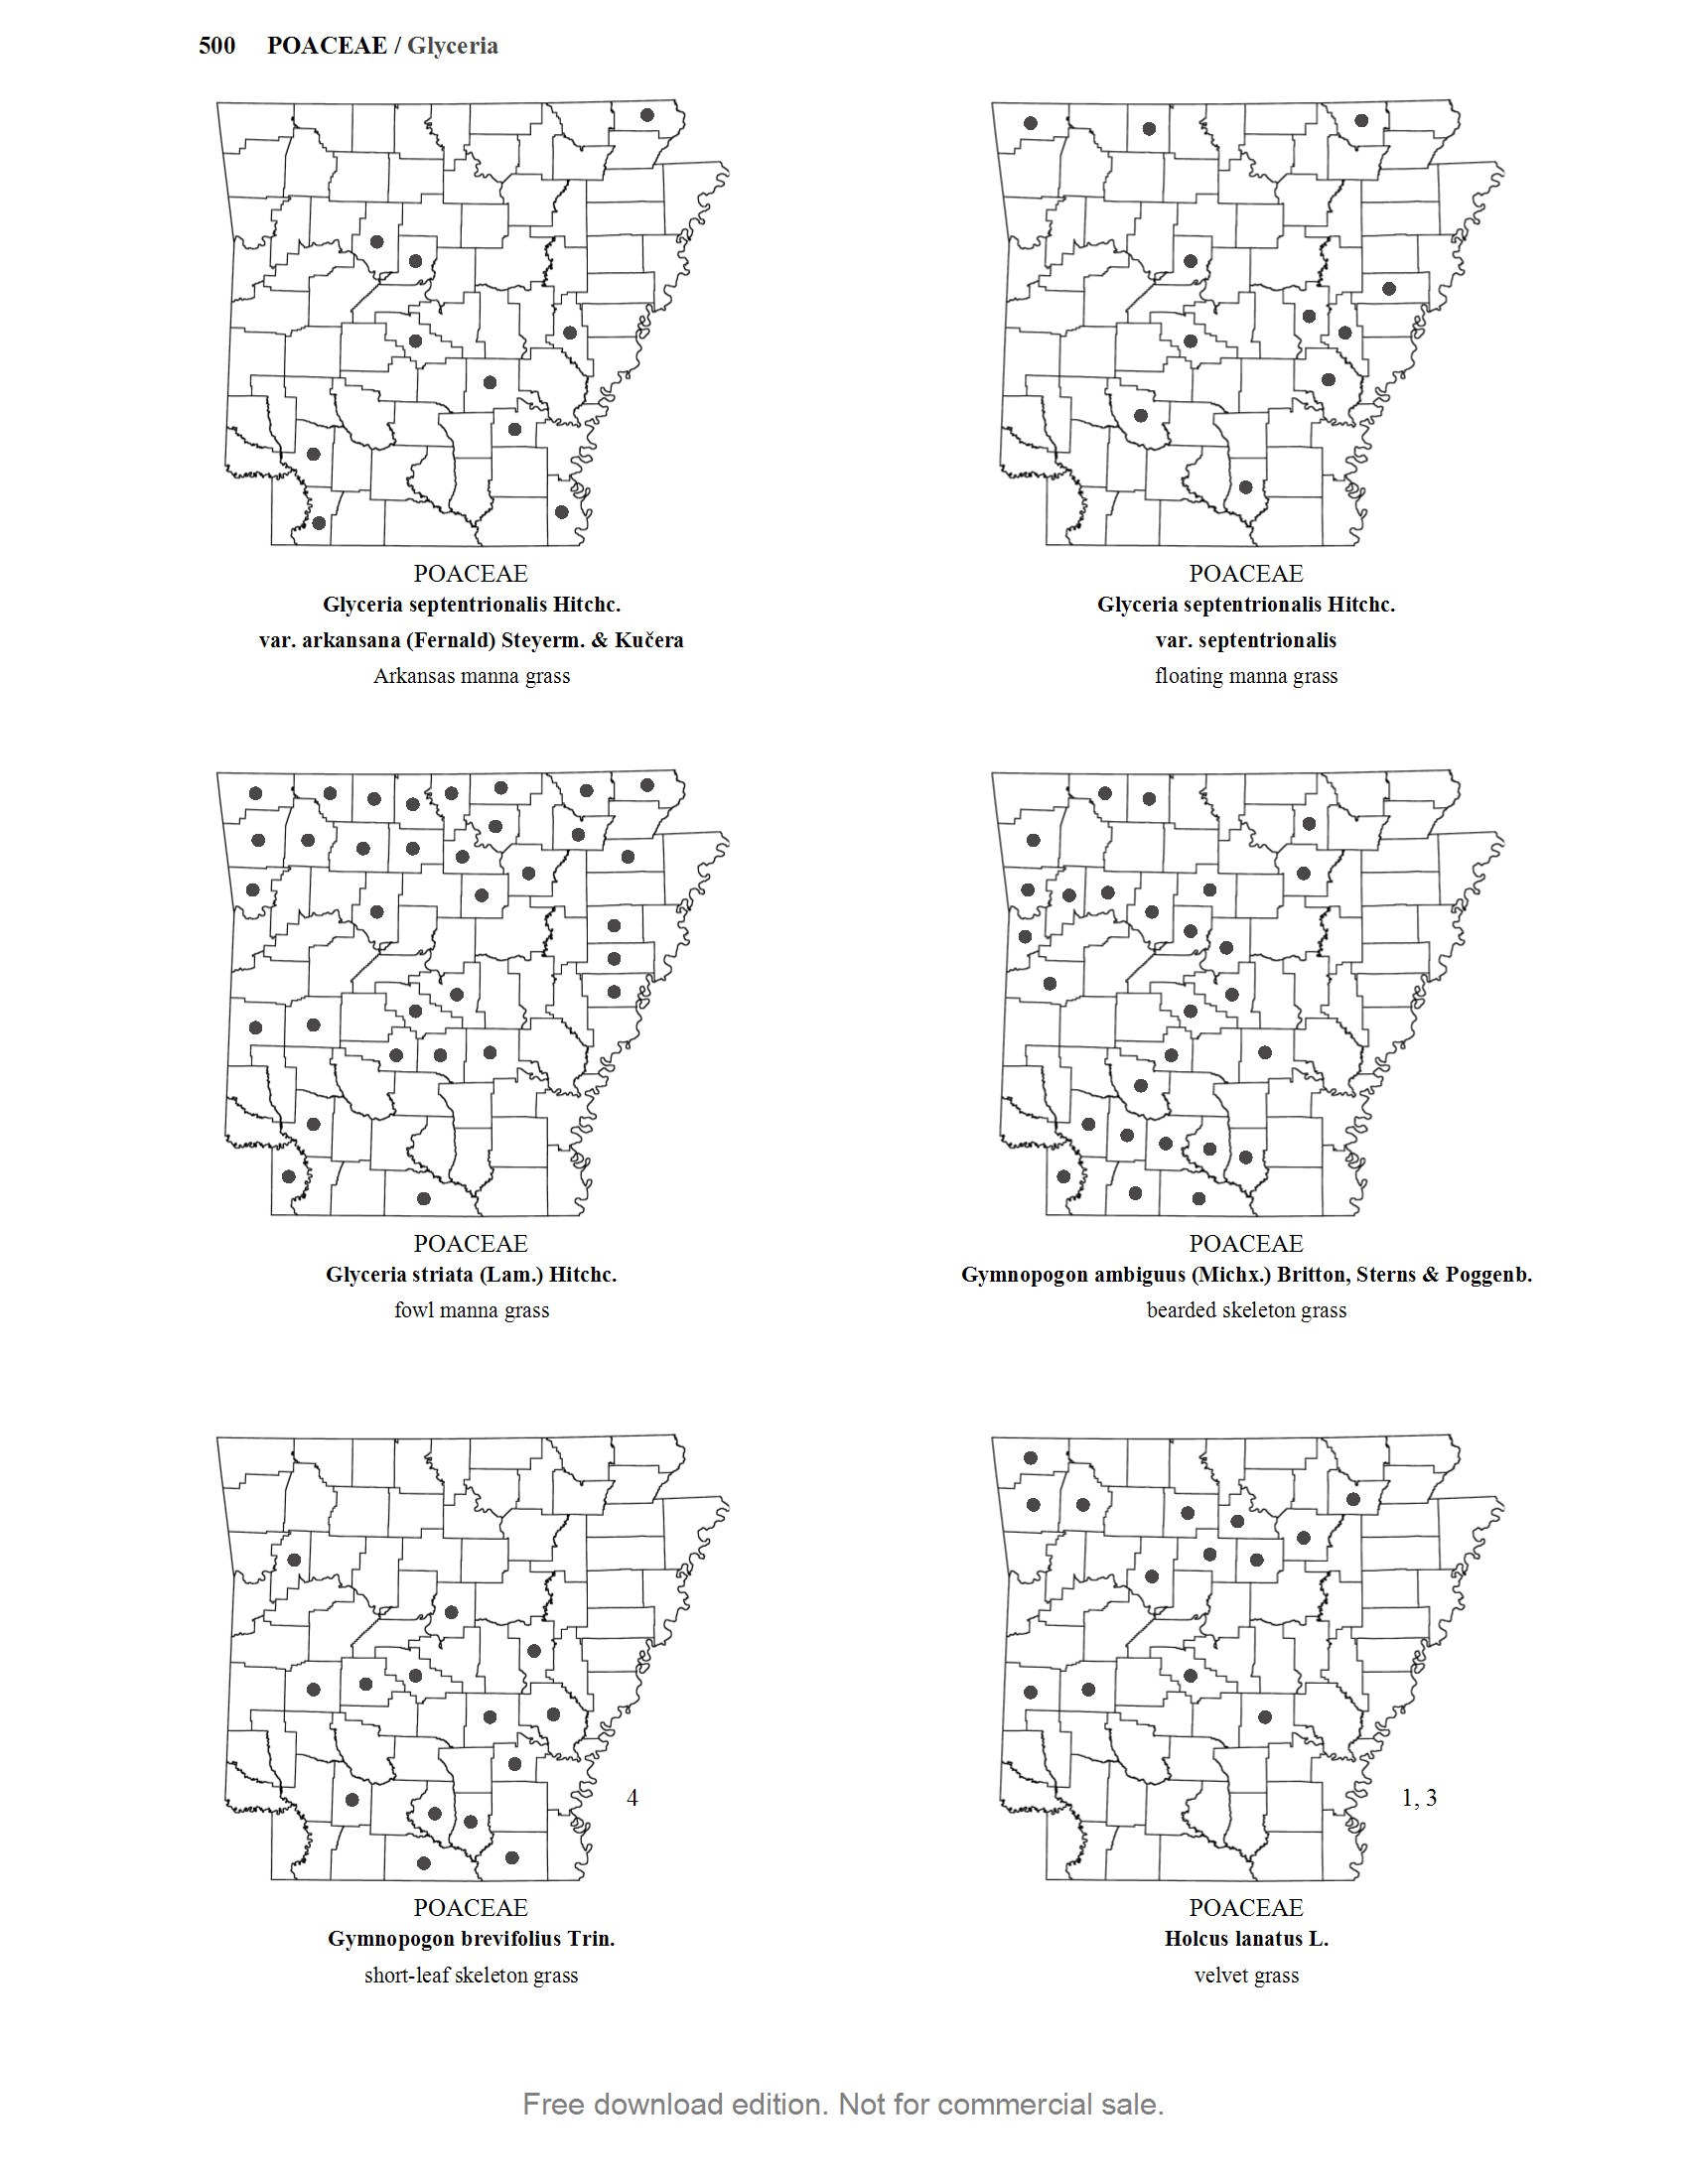 500 POACEAE / Glyceria
POACEAE
Glyceria septentrionalis Hitchc.
var. arkansana (Fernald) Steyerm. & Kučera
Arkansas manna grass
POACEAE
Glyceria septentrionalis Hitchc.
var. septentrionalis
floating manna grass
POACEAE
Glyceria striata (Lam.) Hitchc.
fowl manna grass
POACEAE
Gymnopogon ambiguus (Michx.) Britton, Sterns & Poggenb.
bearded skeleton grass
4
POACEAE
Gymnopogon brevifolius Trin.
short-leaf skeleton grass
1, 3
POACEAE
Holcus lanatus L.
velvet grass
Free download edition. Not for commercial sale.